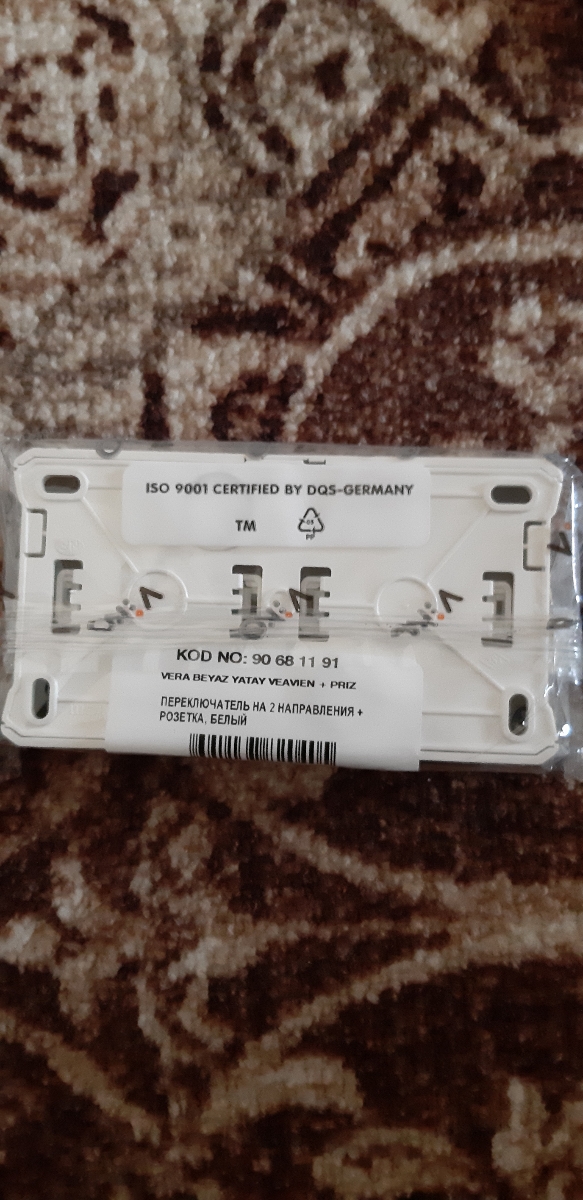 ISO 9001 CERTIFIED BY DQS-GERMANY
TM
PP
KOD NO: 90 68 11 91
VERA BEYAZ YATAY VEAVIEN + PRIZ
ПЕРЕКЛЮЧАТЕЛЬ НА 2 НАПРАВЛЕНИЯ +
РОЗЕТКА, БЕЛЫЙ